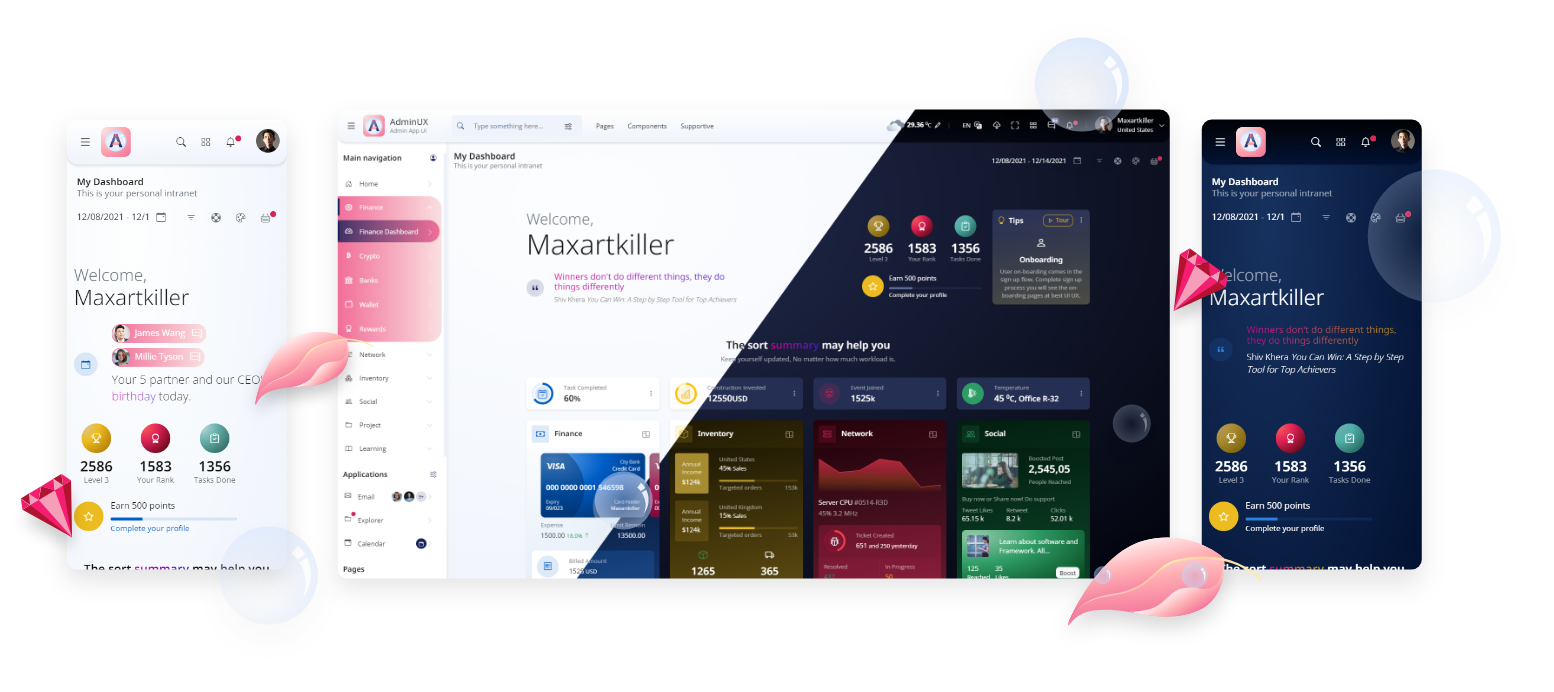 My Dashboard
This is your personal intranet
12/08/2021 - 12/1
Welcome,
Maxartkiller
James Wang
Millie Tyson
Your 5 partner and our CEO'
birthday today.
2586
1583
1356
Level 3
Your Rank
Tasks Done
Earn 500 points
Complete your profile
The sort summary may help you
AdminUX
Admin App UI
Type something here...
Pages
Components
Supportive
29.36 ºC
EN
Maxartkiller
United States
Main navigation
Home
Finance
Finance Dashboard
Crypto
Banks
Wallet
Rewards
Network
Inventory
Social
Project
Learning
Applications
Email
Explorer
Calendar
Pages
My Dashboard
This is your personal intranet
12/08/2021 - 12/14/2021
Welcome,
Maxartkiller
Winners don't do different things, they do
things differently
Shiv Khera You Can Win: A Step by Step Tool for Top Achievers
2586
1583
1356
Level 3
Your Rank
Tasks Done
Earn 500 points
Complete your profile
Tips
Tour
Onboarding
User on-boarding comes in the
sign up flow. Complete sign up
process you will see the on-
boarding pages at best UI UX.
The sort summary may help you
Keep yourself updated, No matter how much workload is.
Task Completed
60%
Construction Invested
12550USD
Event Joined
1525k
Temperature
45 ºC, Office R-32
Finance
VISA
City Bank
Credit Card
000 0000 0001 546598
Expiry
09/023
Card Holder
Maxartkiller
Expense
1500.00 18.0% ↑
13500.00
Billed Amount
1525 USD
Inventory
Annual
Income
$124k
United States
45% Sales
Targeted orders
153k
Annual
Income
$124k
United Kingdom
15% Sales
Targeted orders
53k
1265
365
Network
Server CPU #0514-R3D
45% 3.2 MHz
Ticket Created
651 and 250 yesterday
Resolved
In Progress
50
Social
Boosted Post
2,545,05
People Reached
Buy now or Share now! Do support
Tweet Likes
Retweet
Clicks
65.15 k
8.2 k
52.01 k
Learn about software and
Framework. All...
125
35
Reached
Likes
Boost
My Dashboard
This is your personal intranet
12/08/2021 - 12/1
Welcome,
Maxartkiller
Winners don't do different things,
they do things differently
Shiv Khera You Can Win: A Step by Step
Tool for Top Achievers
2586
1583
1356
Level 3
Your Rank
Tasks Done
Earn 500 points
Complete your profile
The sort summary may help you